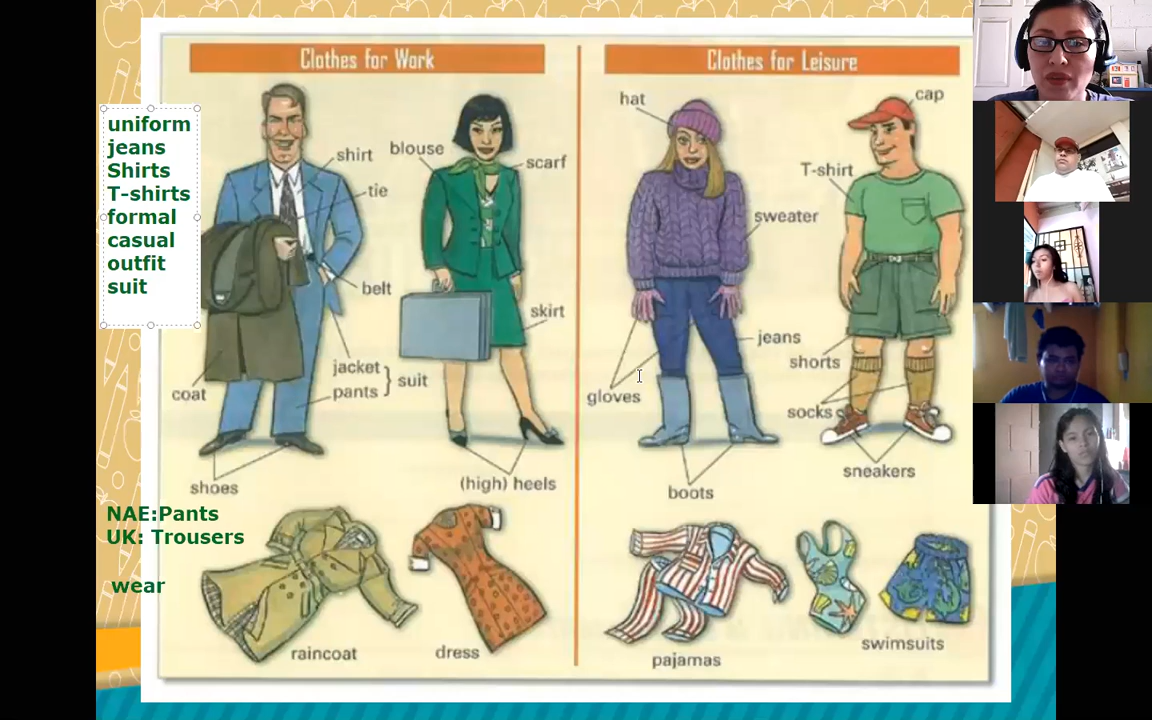 Clothes for Work
Clothes for Leisure
uniform
jeans
Shirts
T-shirts
formal
casual
outfit
suit
shirt
tie
belt
jacket
pants
suit
coat
shoes
blouse
scarf
skirt
(high) heels
hat
sweater
jeans
gloves
boots
cap
T-shirt
shorts
socks
sneakers
NAE:Pants
UK: Trousers
wear
raincoat
dress
pajamas
swimsuits